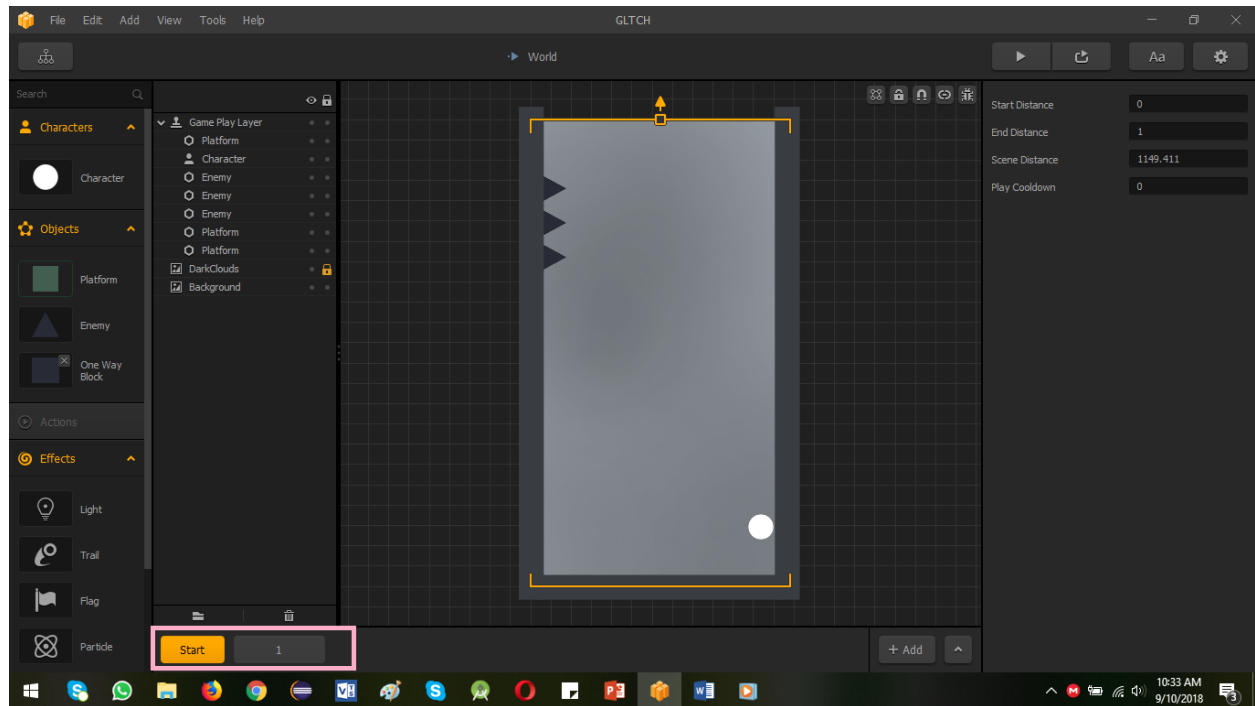 File Edit Add View Tools Help
GLTCH
World
Aa
Search
Characters
Character
Objects
Platform
Enemy
One Way
Block
Actions
Effects
Light
Trail
Flag
Particle
Game Play Layer
Platform
Character
Enemy
Enemy
Enemy
Platform
Platform
DarkClouds
Background
Start Distance 0
End Distance 1
Scene Distance 1149.411
Play Cooldown 0
Start 1
+ Add
10:33 AM
9/10/2018